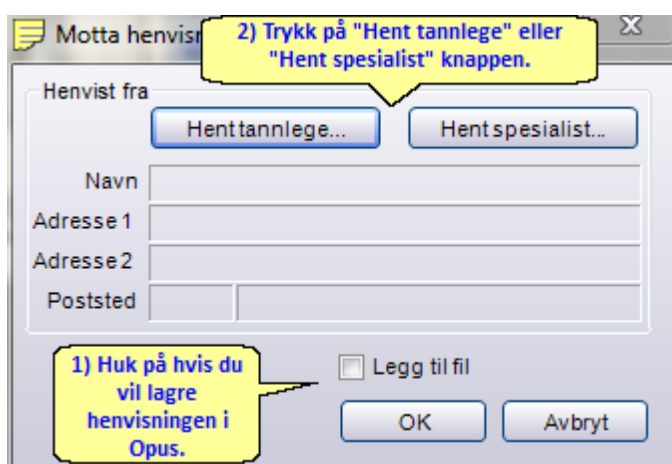 Motta henvisn
2) Trykk på "Hent tannlege" eller
"Hent spesialist" knappen.
Henvist fra
Hent tannlege...
Hent spesialist...
Navn
Adresse 1
Adresse 2
Poststed
1) Huk på hvis du
vil lagre
henvisningen i
Opus.
Legg til fil
OK
Avbryt